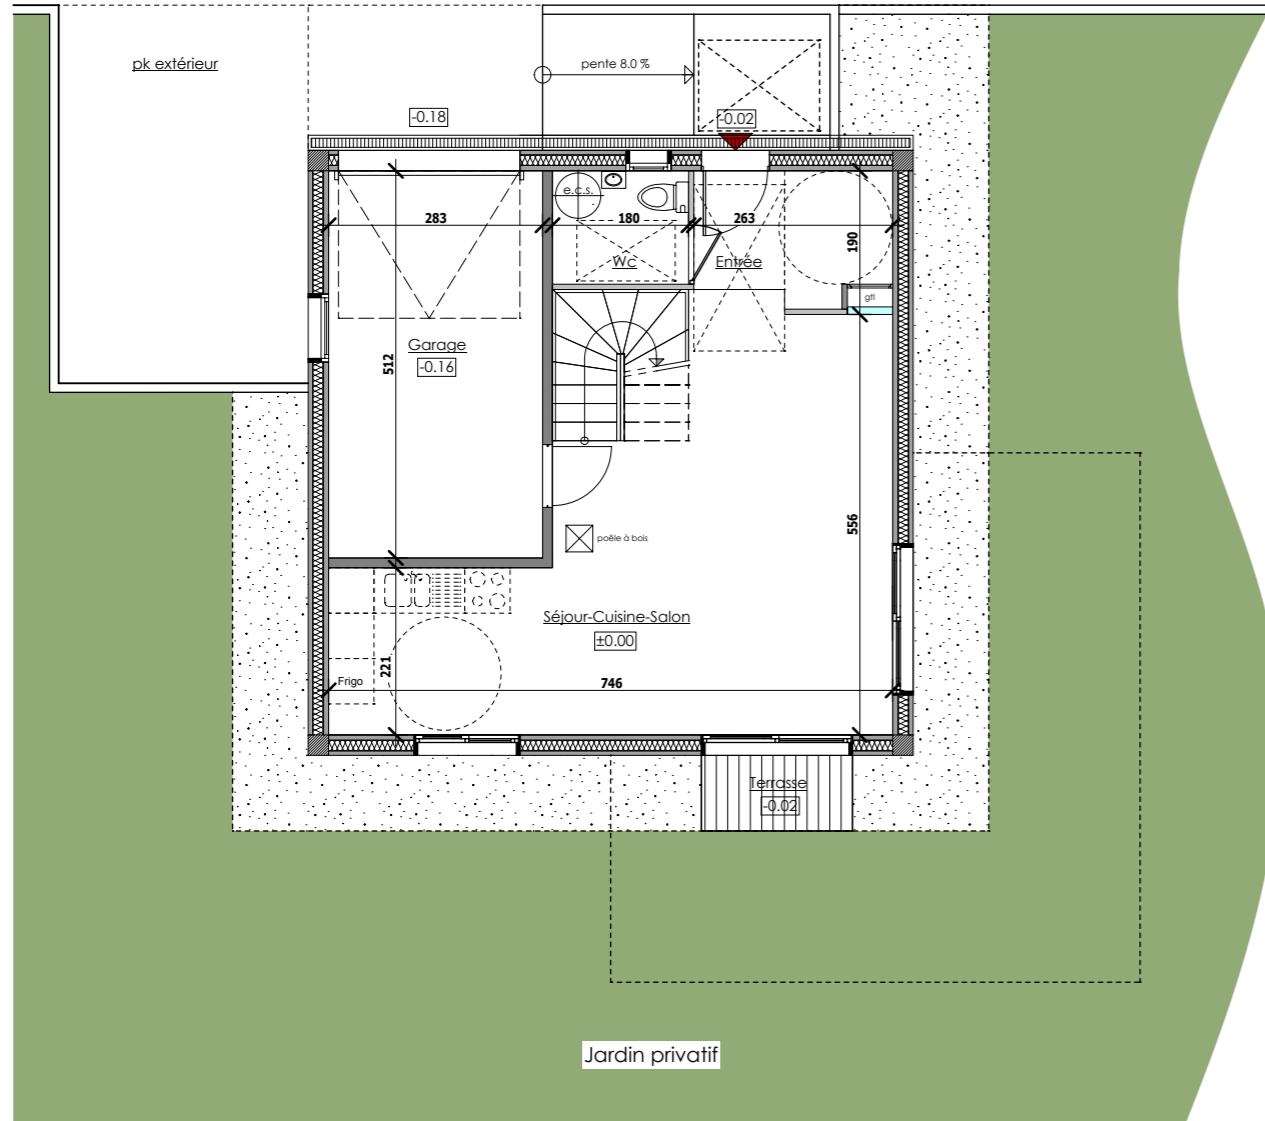 pk extérieur
pente 8.0 %
-0.18
-0.02
e.c.s.
283
180
263
190
Wc
Entrée
gtl
Garage
-0.16
512
556
poêle à bois
Séjour-Cuisine-Salon
±0.00
221
Frigo
746
Terrasse
-0.02
Jardin privatif